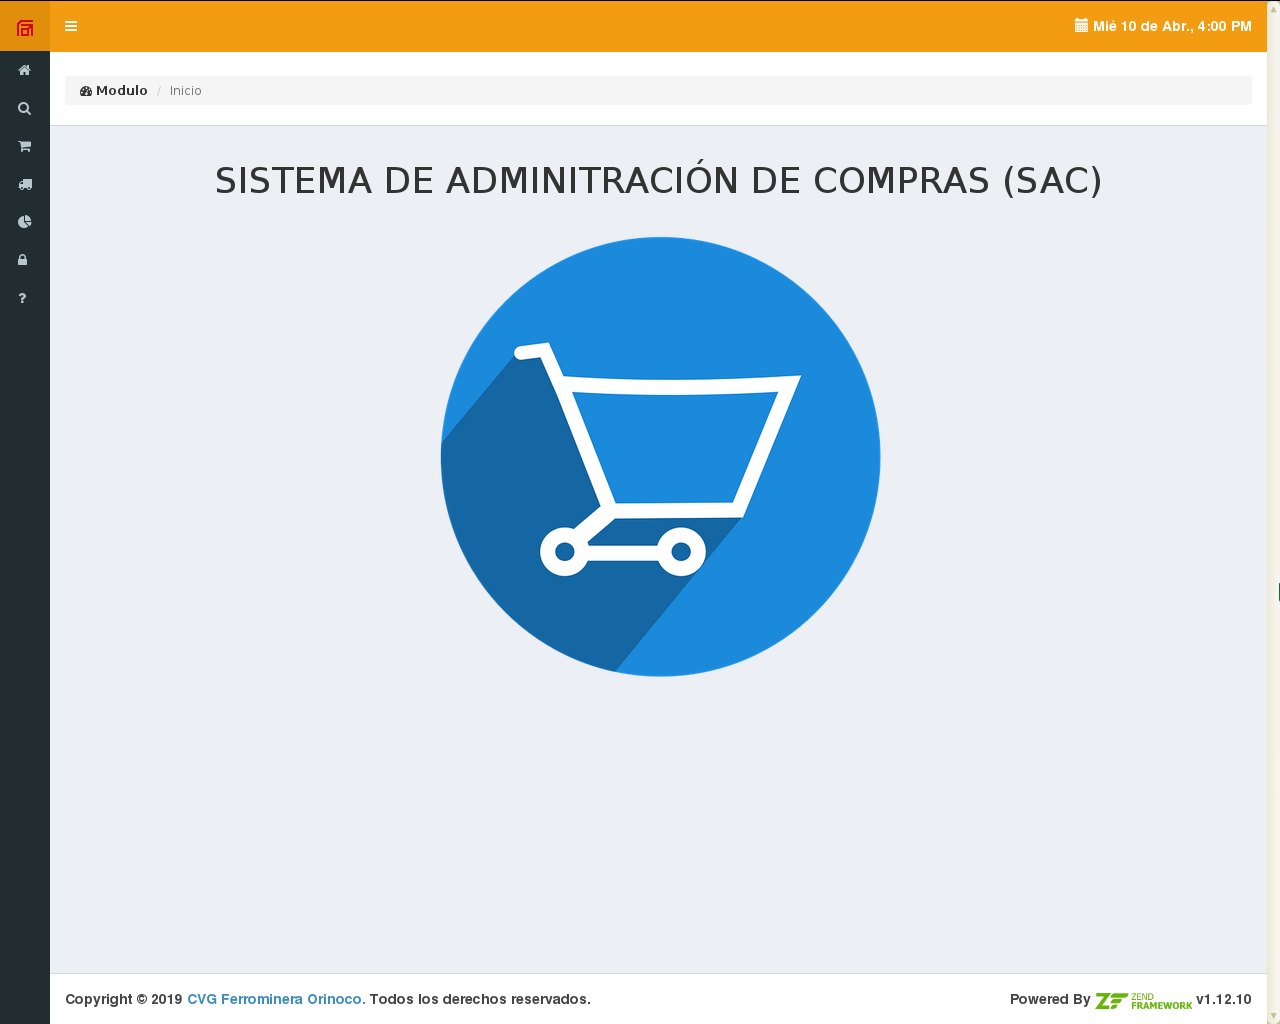 Mié 10 de Abr., 4:00 PM
Modulo / Inicio
SISTEMA DE ADMINITRACIÓN DE COMPRAS (SAC)
Copyright © 2019 CVG Ferrominera Orinoco. Todos los derechos reservados.
Powered By ZF ZEND FRAMEWORK v1.12.10